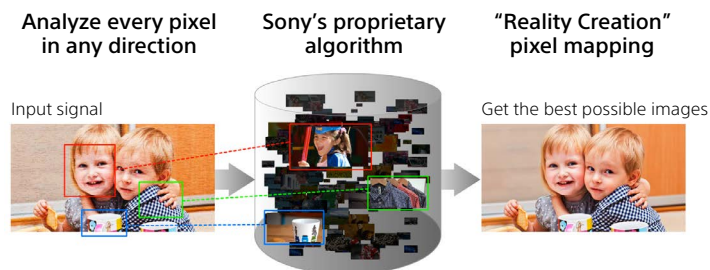 Analyze every pixel
in any direction
Sony’s proprietary
algorithm
“Reality Creation”
pixel mapping
Input signal
Get the best possible images